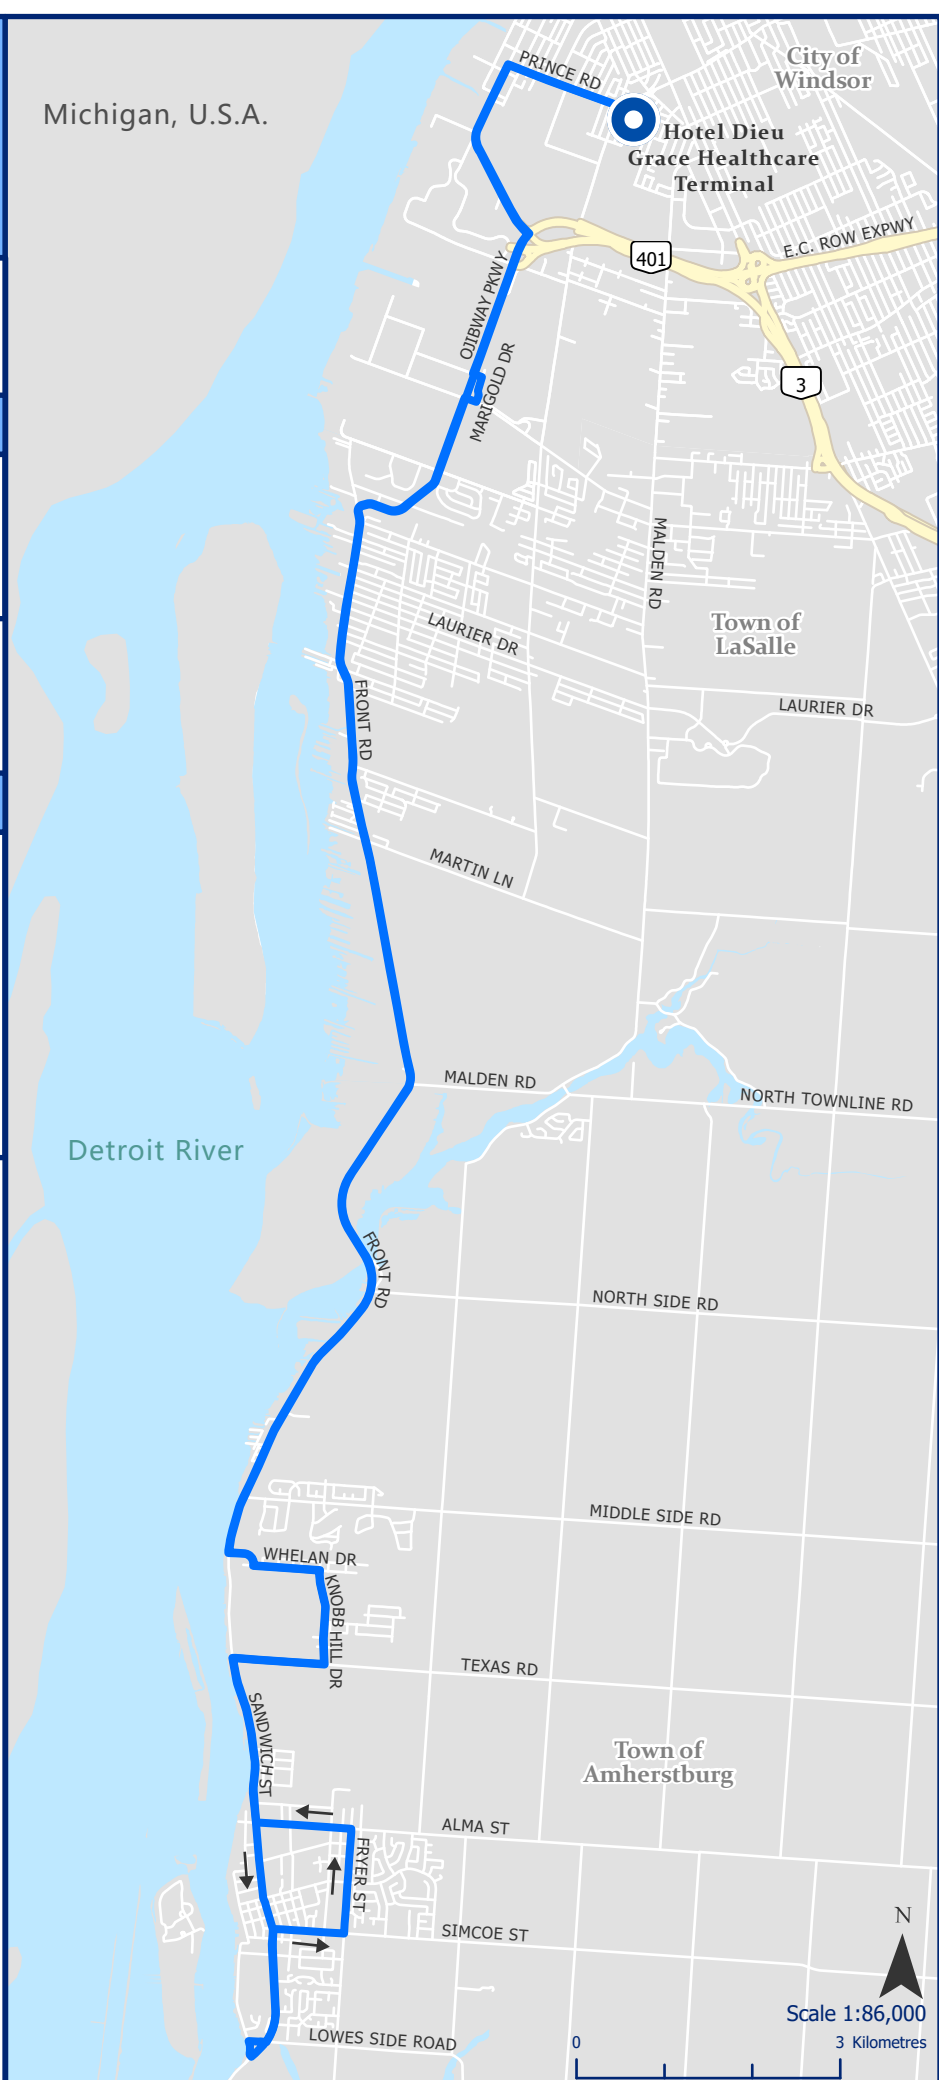 PRINCE RD
City of
Windsor
Michigan, U.S.A.
Hotel Dieu
Grace Healthcare
Terminal
E.C. ROW EXPWY
401
OJIBWAY PKWY
MARIGOLD DR
3
MALDEN RD
LAURIER DR
Town of
LaSalle
FRONT RD
LAURIER DR
MARTIN LN
MALDEN RD
NORTH TOWNLINE RD
Detroit River
FRONT RD
NORTH SIDE RD
MIDDLE SIDE RD
WHELAN DR
KNOBB HILL DR
TEXAS RD
SANDWICH ST
Town of
Amherstburg
ALMA ST
FRYER ST
SIMCOE ST
N
Scale 1:86,000
LOWES SIDE ROAD
0 3 Kilometres